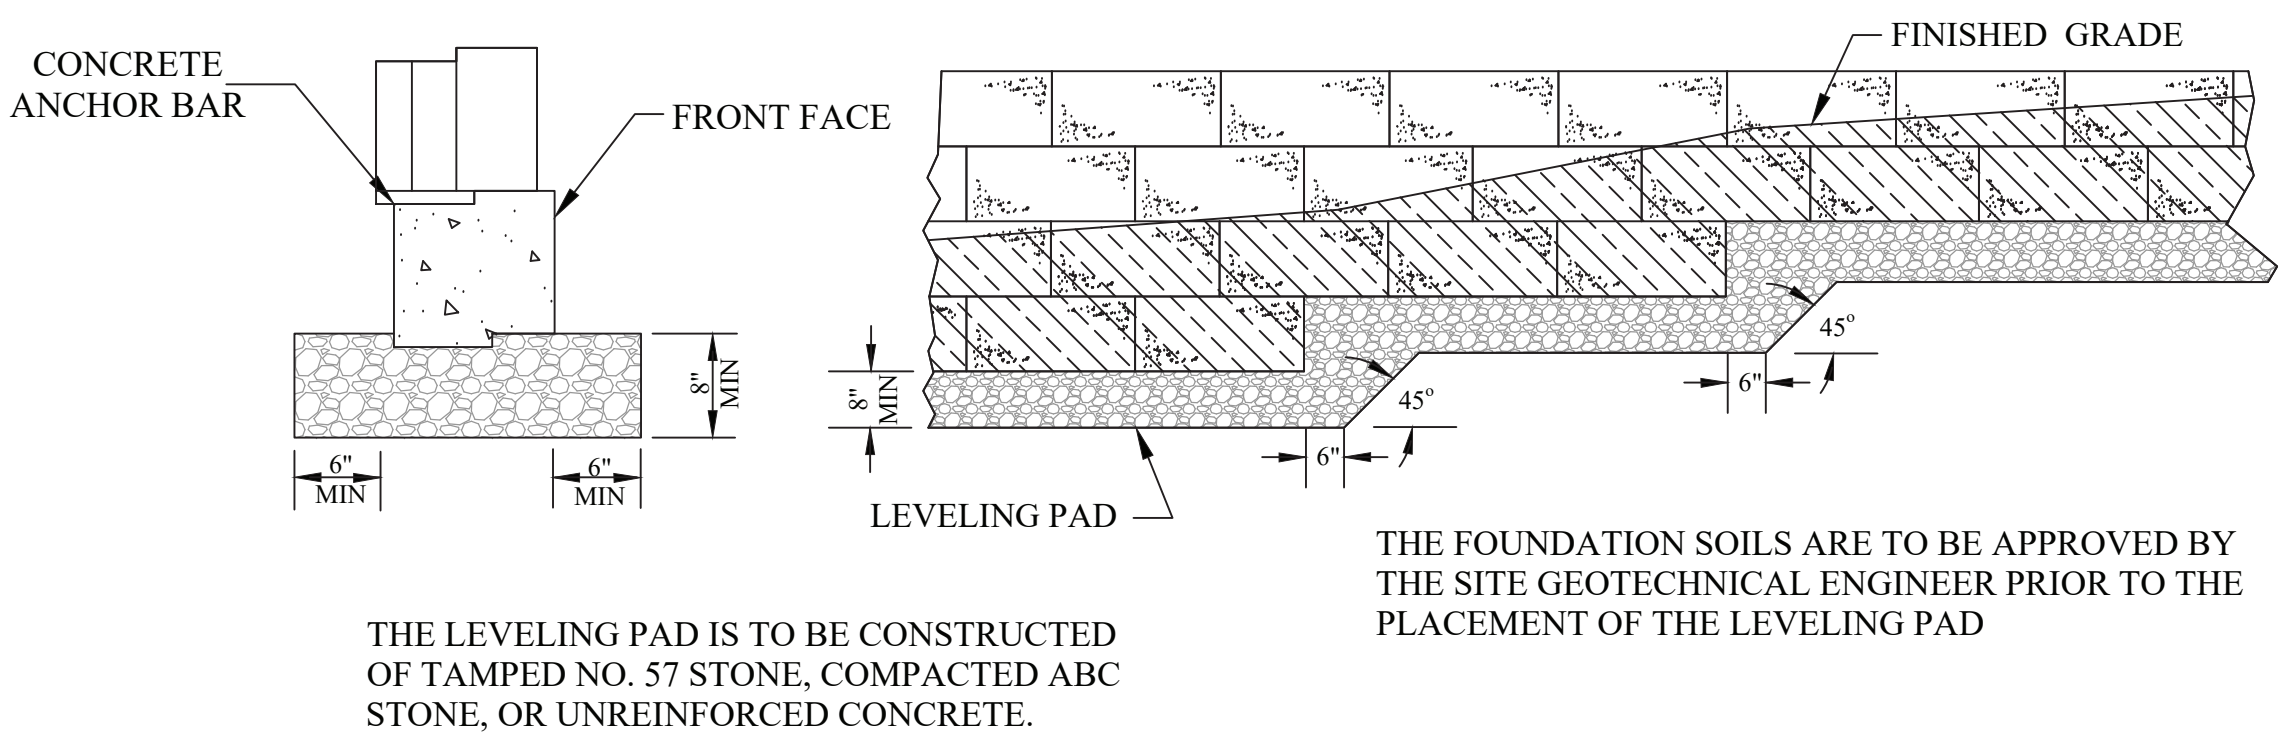 CONCRETE
ANCHOR BAR
FRONT FACE
8"
MIN
6"
MIN
6"
MIN
FINISHED GRADE
8"
MIN
45º
6"
45º
6"
LEVELING PAD
THE FOUNDATION SOILS ARE TO BE APPROVED BY
THE SITE GEOTECHNICAL ENGINEER PRIOR TO THE
PLACEMENT OF THE LEVELING PAD
THE LEVELING PAD IS TO BE CONSTRUCTED
OF TAMPED NO. 57 STONE, COMPACTED ABC
STONE, OR UNREINFORCED CONCRETE.